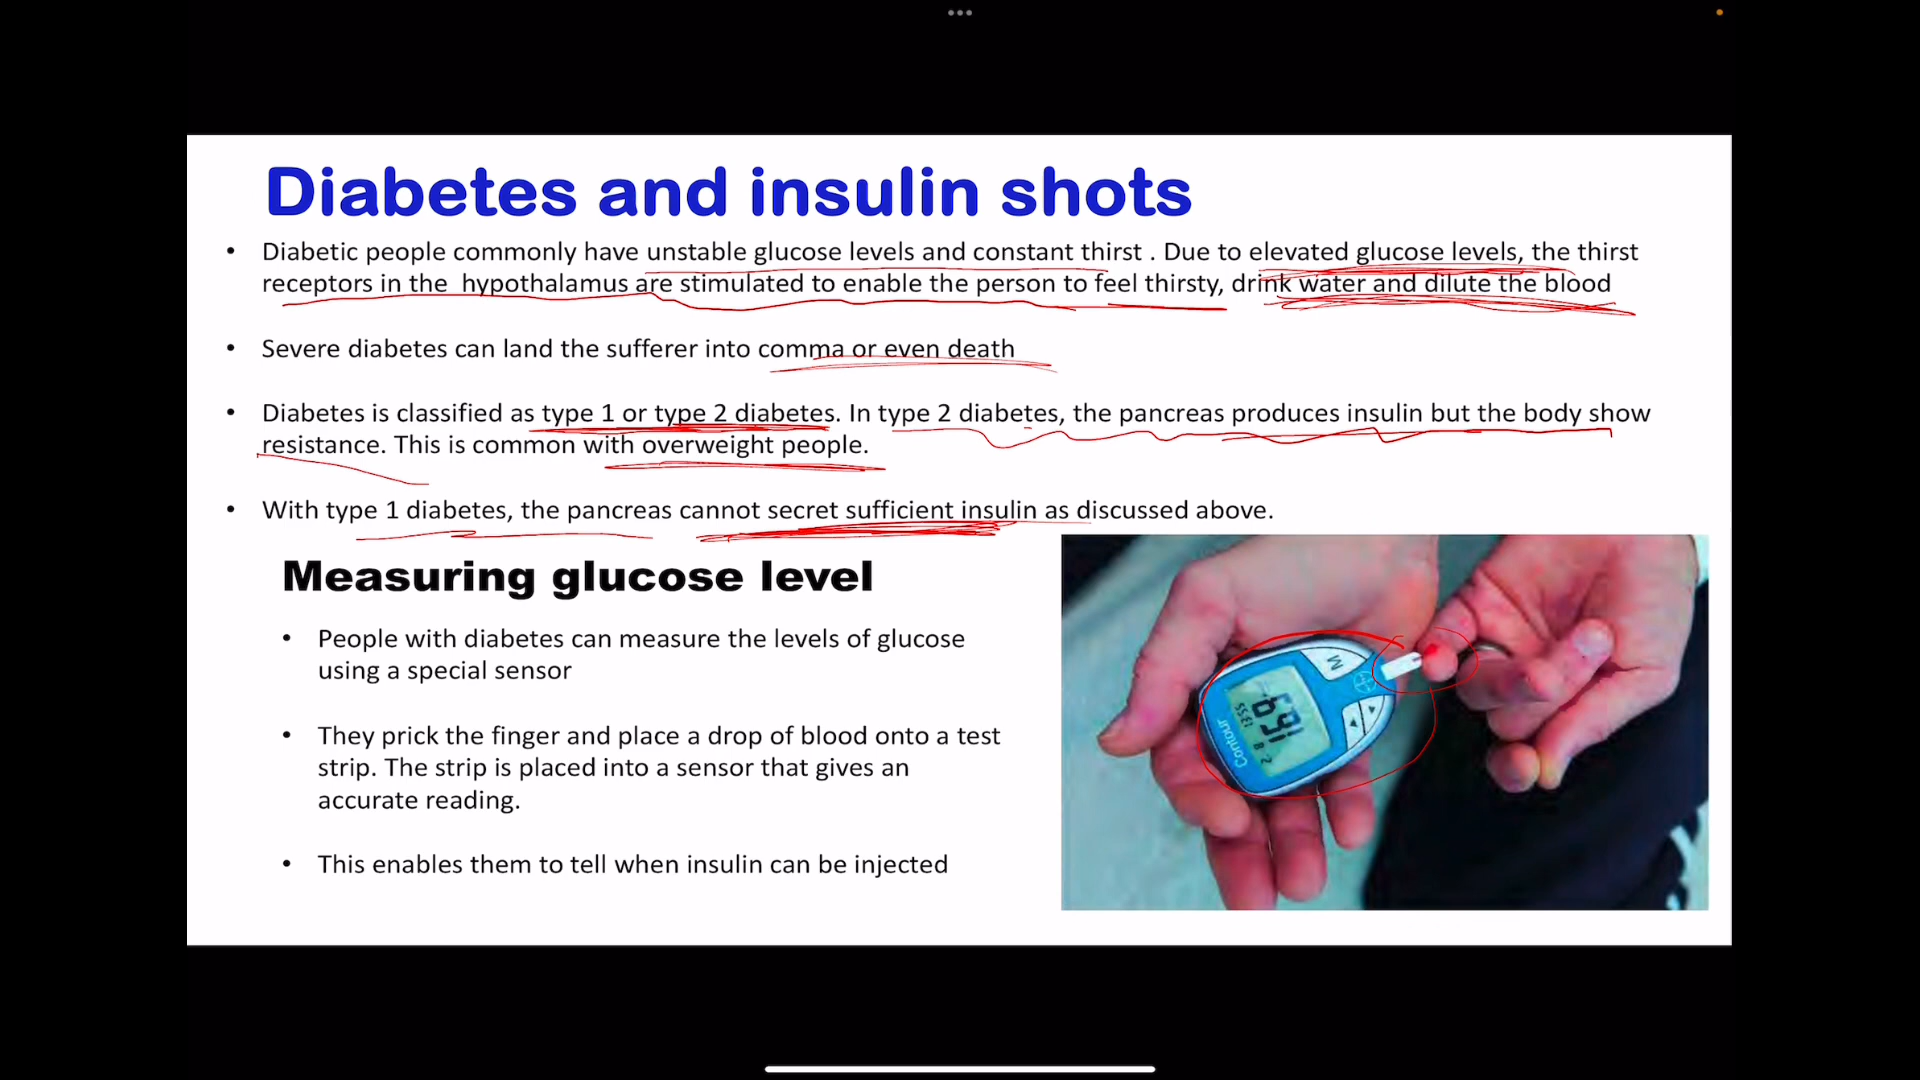 Diabetes and insulin shots
• Diabetic people commonly have unstable glucose levels and constant thirst . Due to elevated glucose levels, the thirst
receptors in the  hypothalamus are stimulated to enable the person to feel thirsty, drink water and dilute the blood
• Severe diabetes can land the sufferer into comma or even death
• Diabetes is classified as type 1 or type 2 diabetes. In type 2 diabetes, the pancreas produces insulin but the body show
resistance. This is common with overweight people.
• With type 1 diabetes, the pancreas cannot secret sufficient insulin as discussed above.
Measuring glucose level
• People with diabetes can measure the levels of glucose
using a special sensor
• They prick the finger and place a drop of blood onto a test
strip. The strip is placed into a sensor that gives an
accurate reading.
• This enables them to tell when insulin can be injected
M
Contour